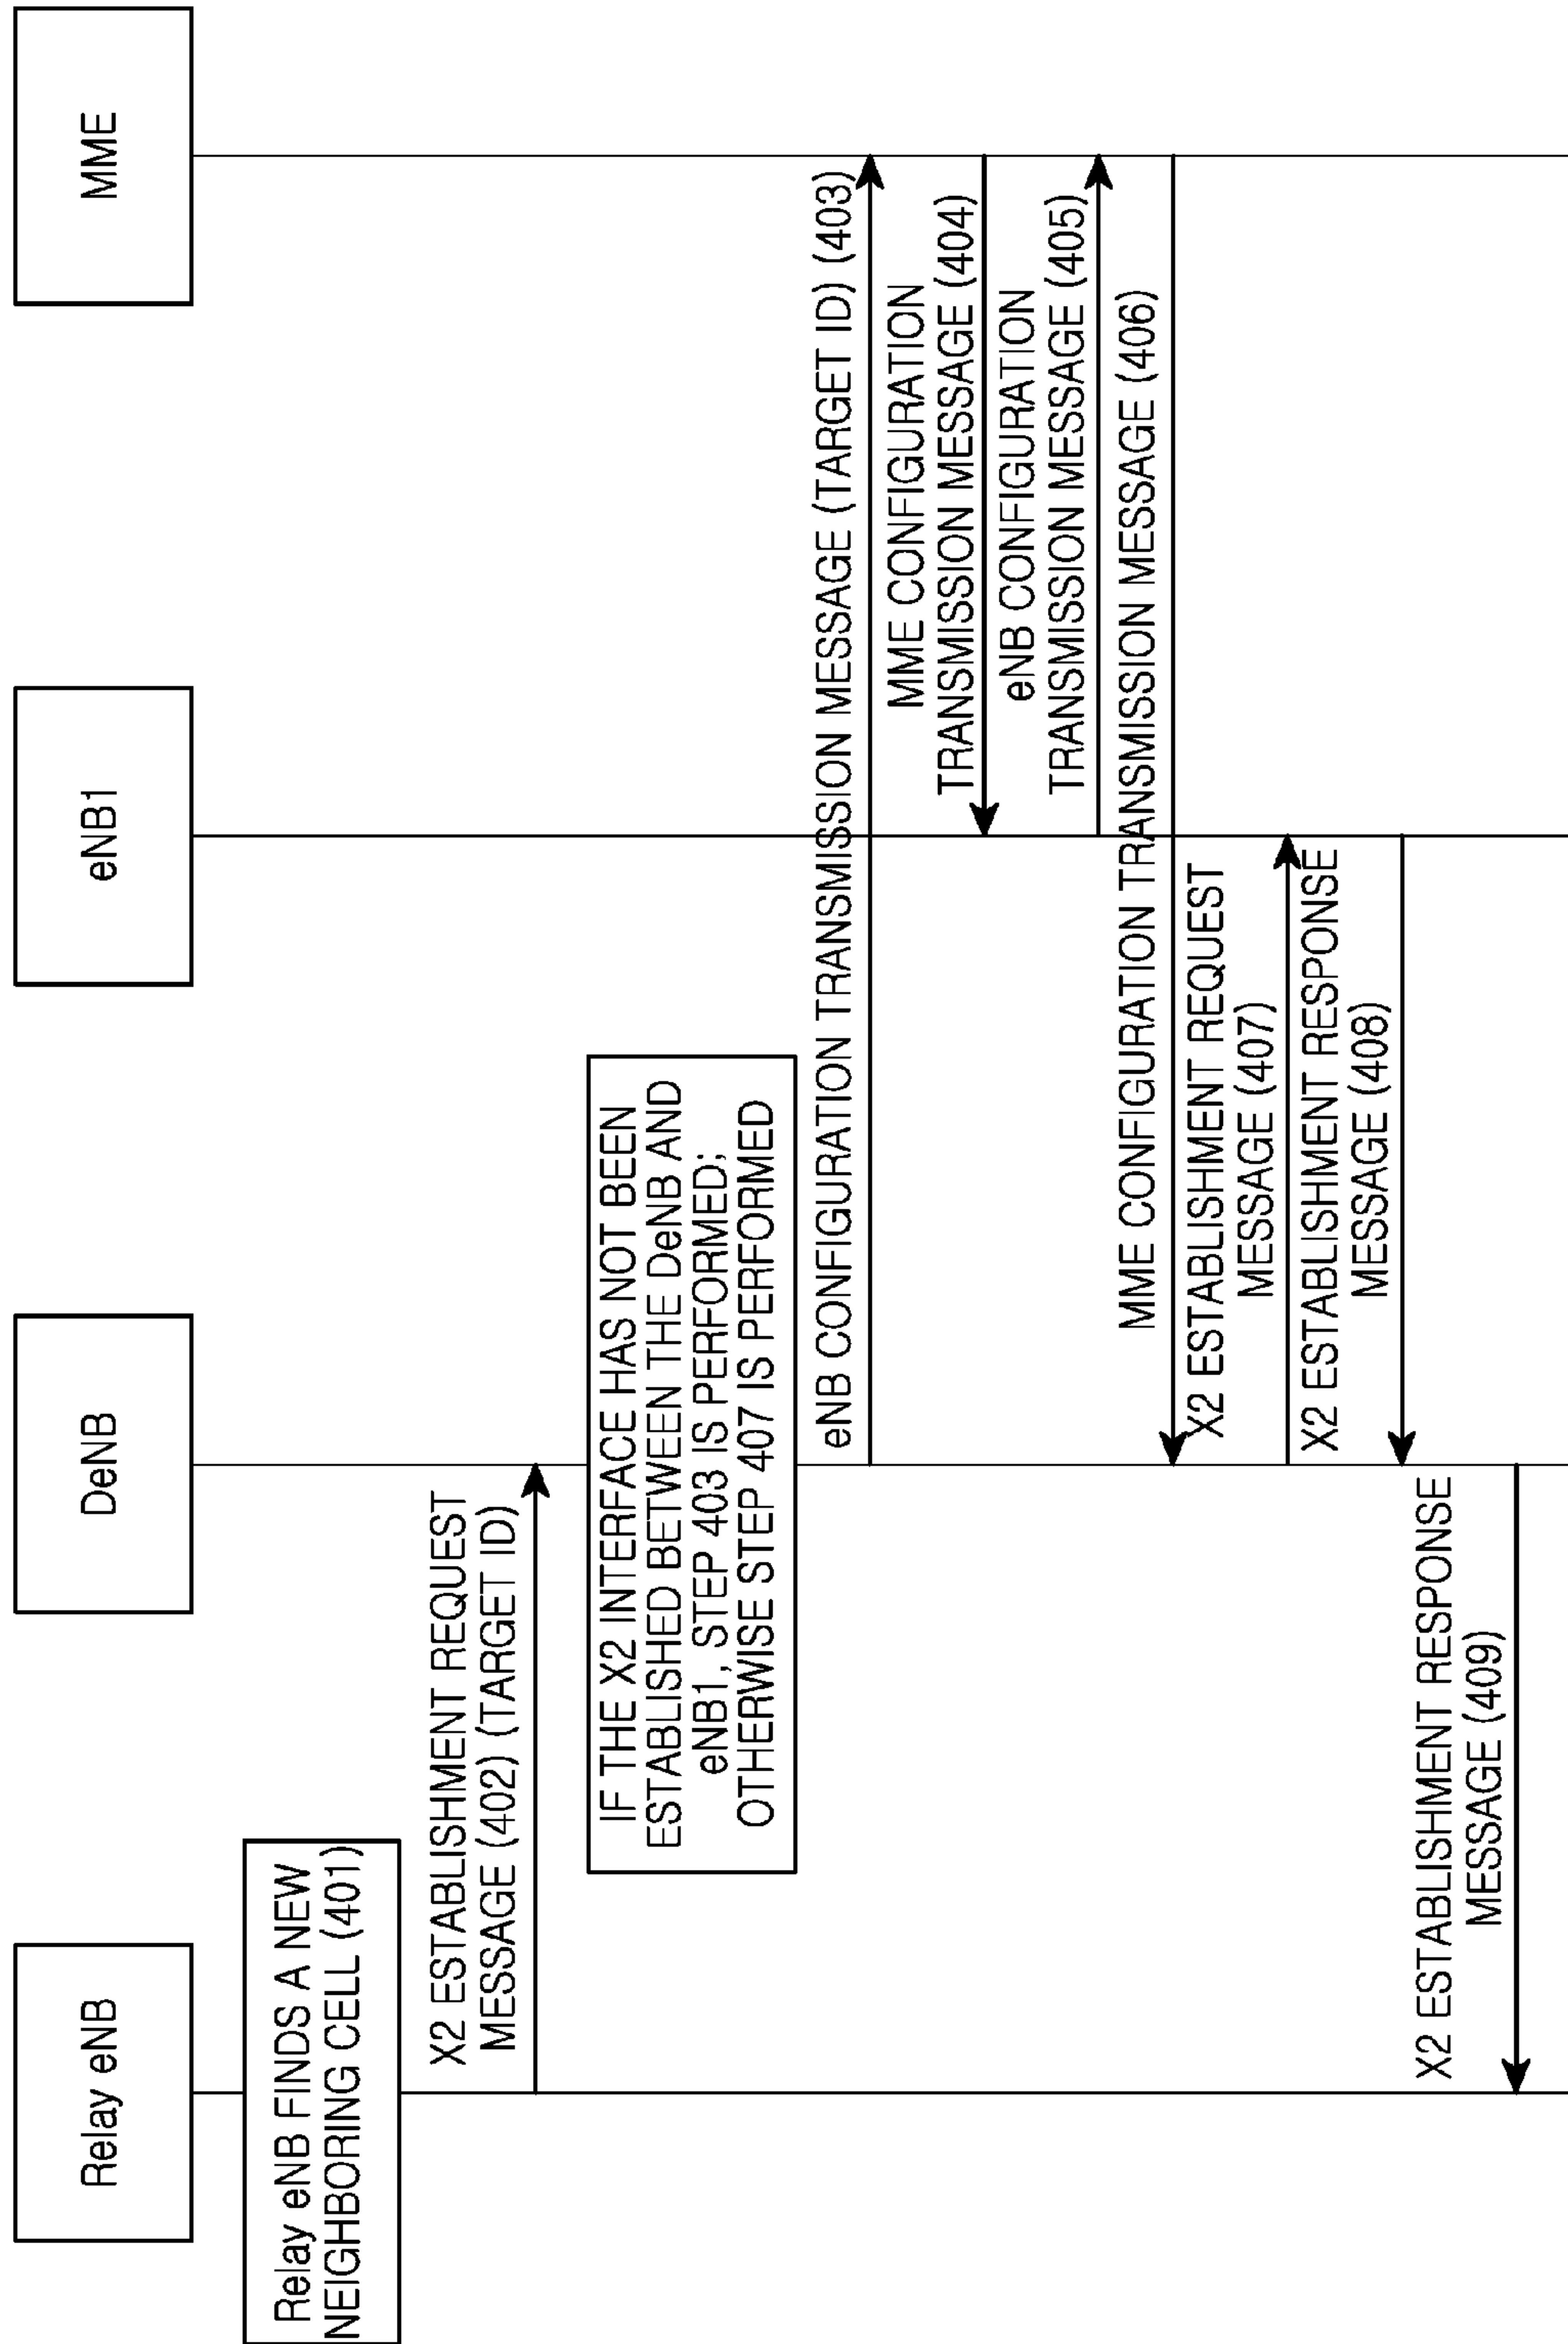 Relay eNB
DeNB
eNB1
MME
Relay eNB FINDS A NEW
NEIGHBORING CELL (401)
X2 ESTABLISHMENT REQUEST
MESSAGE (402) (TARGET ID)
IF THE X2 INTERFACE HAS NOT BEEN
ESTABLISHED BETWEEN THE DeNB AND
eNB1, STEP 403 IS PERFORMED;
OTHERWISE STEP 407 IS PERFORMED
eNB CONFIGURATION TRANSMISSION MESSAGE (TARGET ID) (403)
MME CONFIGURATION
TRANSMISSION MESSAGE (404)
eNB CONFIGURATION
TRANSMISSION MESSAGE (405)
MME CONFIGURATION TRANSMISSION MESSAGE (406)
X2 ESTABLISHMENT REQUEST
MESSAGE (407)
X2 ESTABLISHMENT RESPONSE
MESSAGE (408)
X2 ESTABLISHMENT RESPONSE
MESSAGE (409)